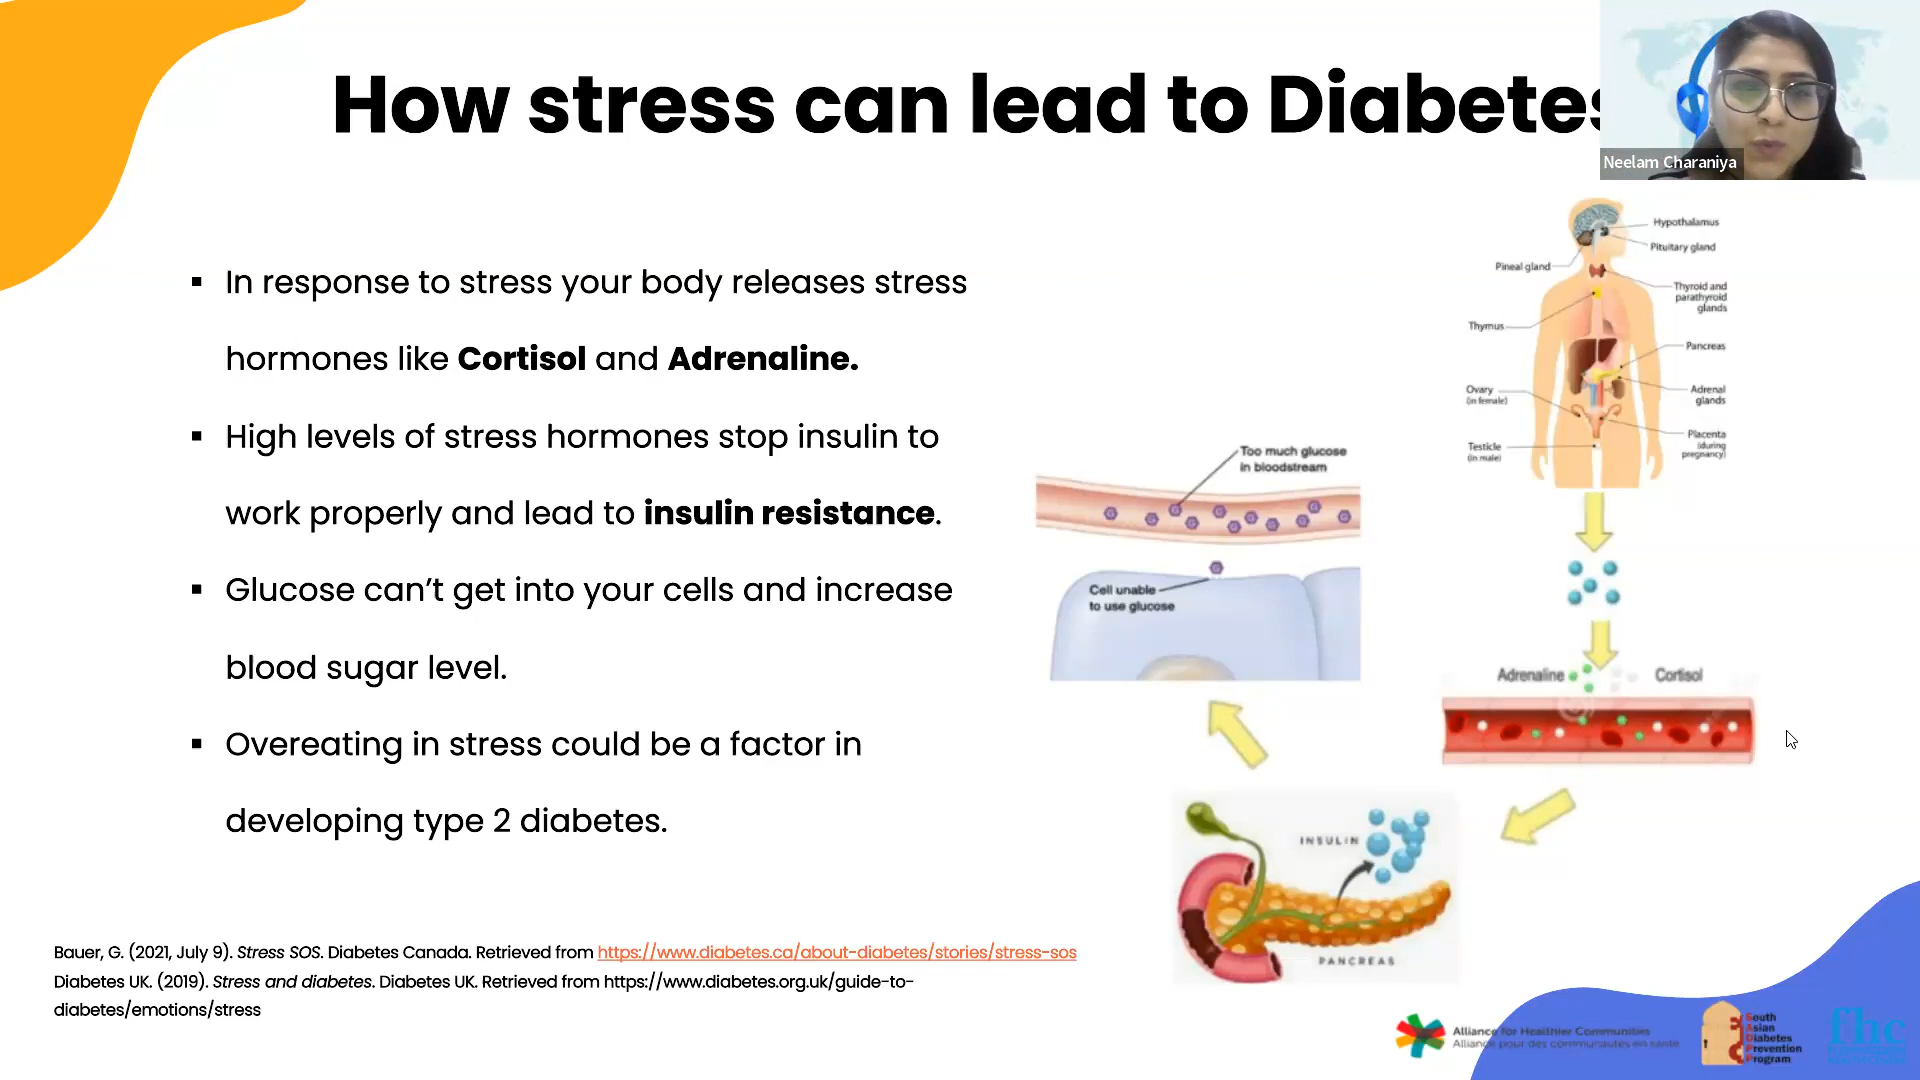 How stress can lead to Diabetes
Neelam Charaniya
▪ In response to stress your body releases stress
hormones like Cortisol and Adrenaline.
▪ High levels of stress hormones stop insulin to
work properly and lead to insulin resistance.
▪ Glucose can’t get into your cells and increase
blood sugar level.
▪ Overeating in stress could be a factor in
developing type 2 diabetes.
Hypothalamus
Pituitary gland
Pineal gland
Thyroid and
parathyroid
glands
Thymus
Pancreas
Ovary
(in female)
Adrenal
glands
Testicle
(in male)
Placenta
(during
pregnancy)
Too much glucose
in bloodstream
Cell unable
to use glucose
Adrenaline
Cortisol
INSULIN
PANCREAS
Bauer, G. (2021, July 9). Stress SOS. Diabetes Canada. Retrieved from https://www.diabetes.ca/about-diabetes/stories/stress-sos
Diabetes UK. (2019). Stress and diabetes. Diabetes UK. Retrieved from https://www.diabetes.org.uk/guide-to-
diabetes/emotions/stress
Alliance for Healthier Communities
Alliance pour des communautés en santé
South
Asian
Diabetes
Prevention
Program
fhc